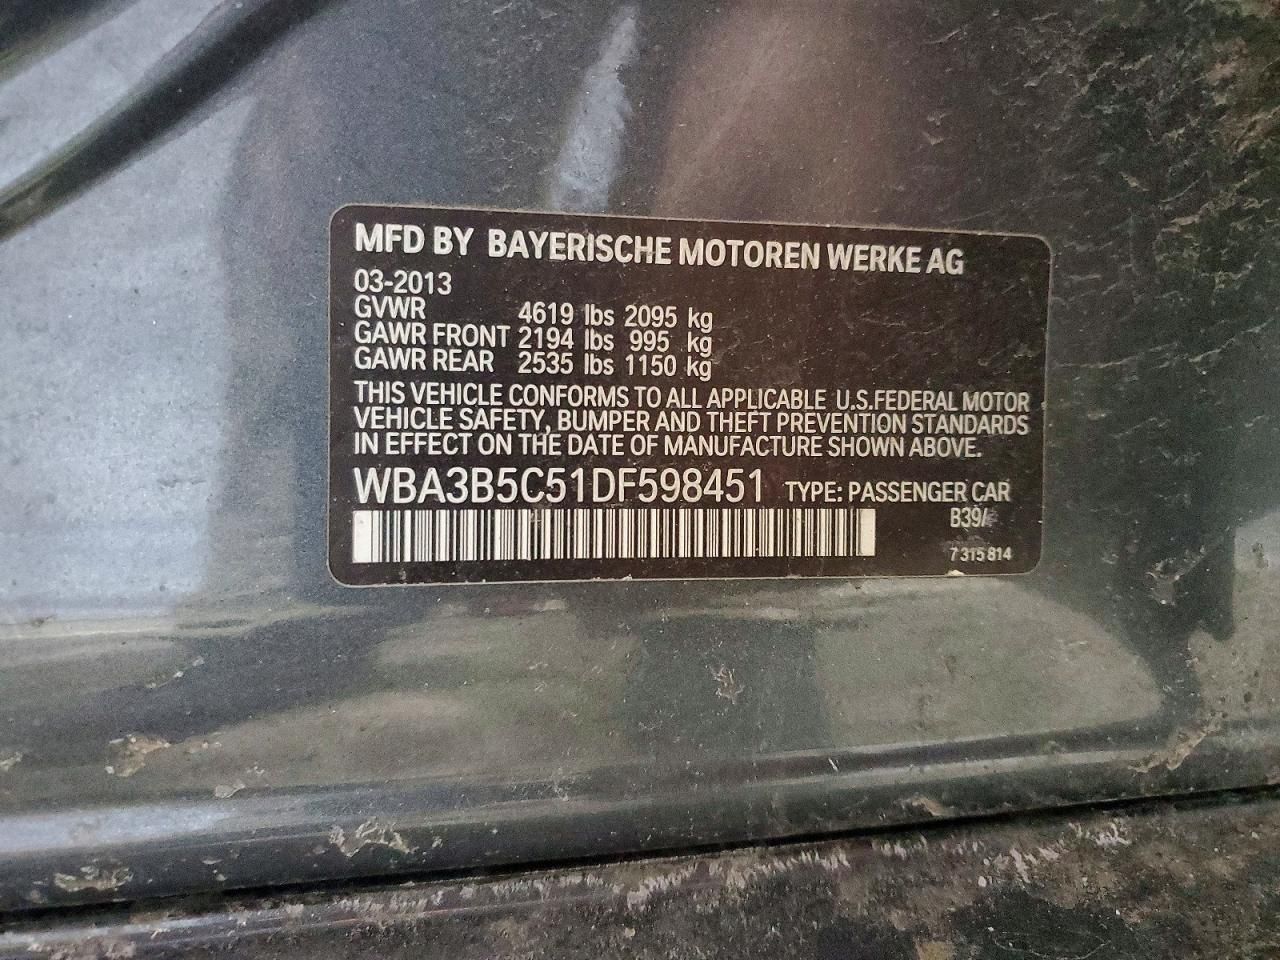 MFD BY BAYERISCHE MOTOREN WERKE AG
03-2013
GVWR 4619 lbs 2095 kg
GAWR FRONT 2194 lbs 995 kg
GAWR REAR 2535 lbs 1150 kg
THIS VEHICLE CONFORMS TO ALL APPLICABLE U.S.FEDERAL MOTOR
VEHICLE SAFETY, BUMPER AND THEFT PREVENTION STANDARDS
IN EFFECT ON THE DATE OF MANUFACTURE SHOWN ABOVE.
WBA3B5C51DF598451 TYPE: PASSENGER CAR
B39/
7 315 814